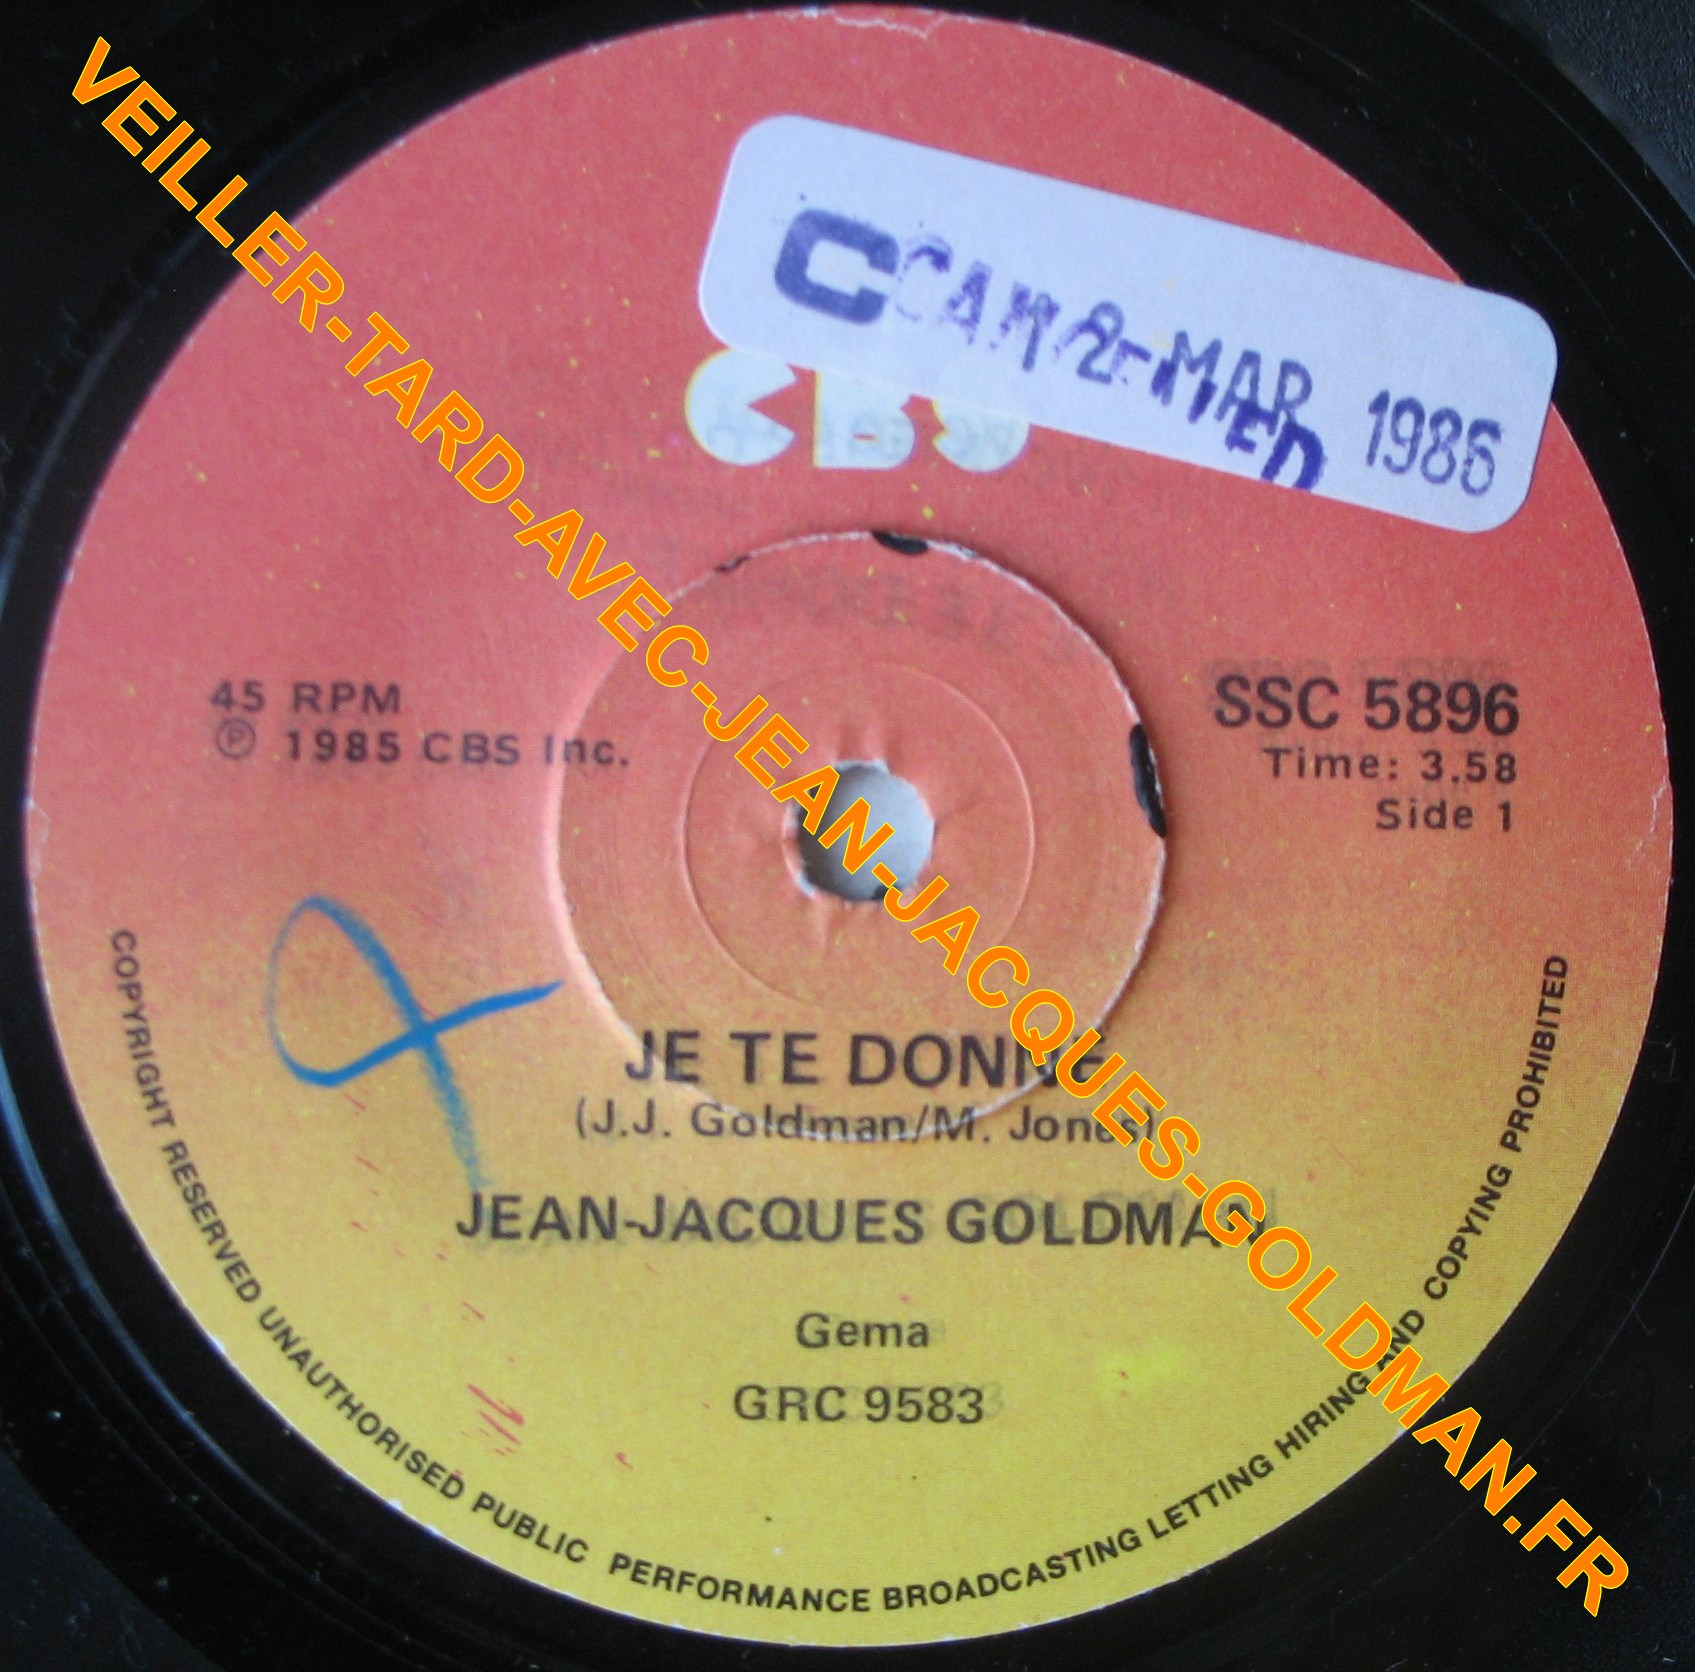 VEILLER-TARD-AVEC-JEAN-JACQUES-GOLDMAN.FR
C
2-MAR 1986
CBS
45 RPM
Ⓟ 1985 CBS Inc.
SSC 5896
Time: 3.58
Side 1
JE TE DONNE
(J.J. Goldman/M. Jones)
JEAN-JACQUES GOLDMAN
Gema
GRC 9583
COPYRIGHT RESERVED UNAUTHORISED PUBLIC PERFORMANCE BROADCASTING LETTING HIRING AND COPYING PROHIBITED